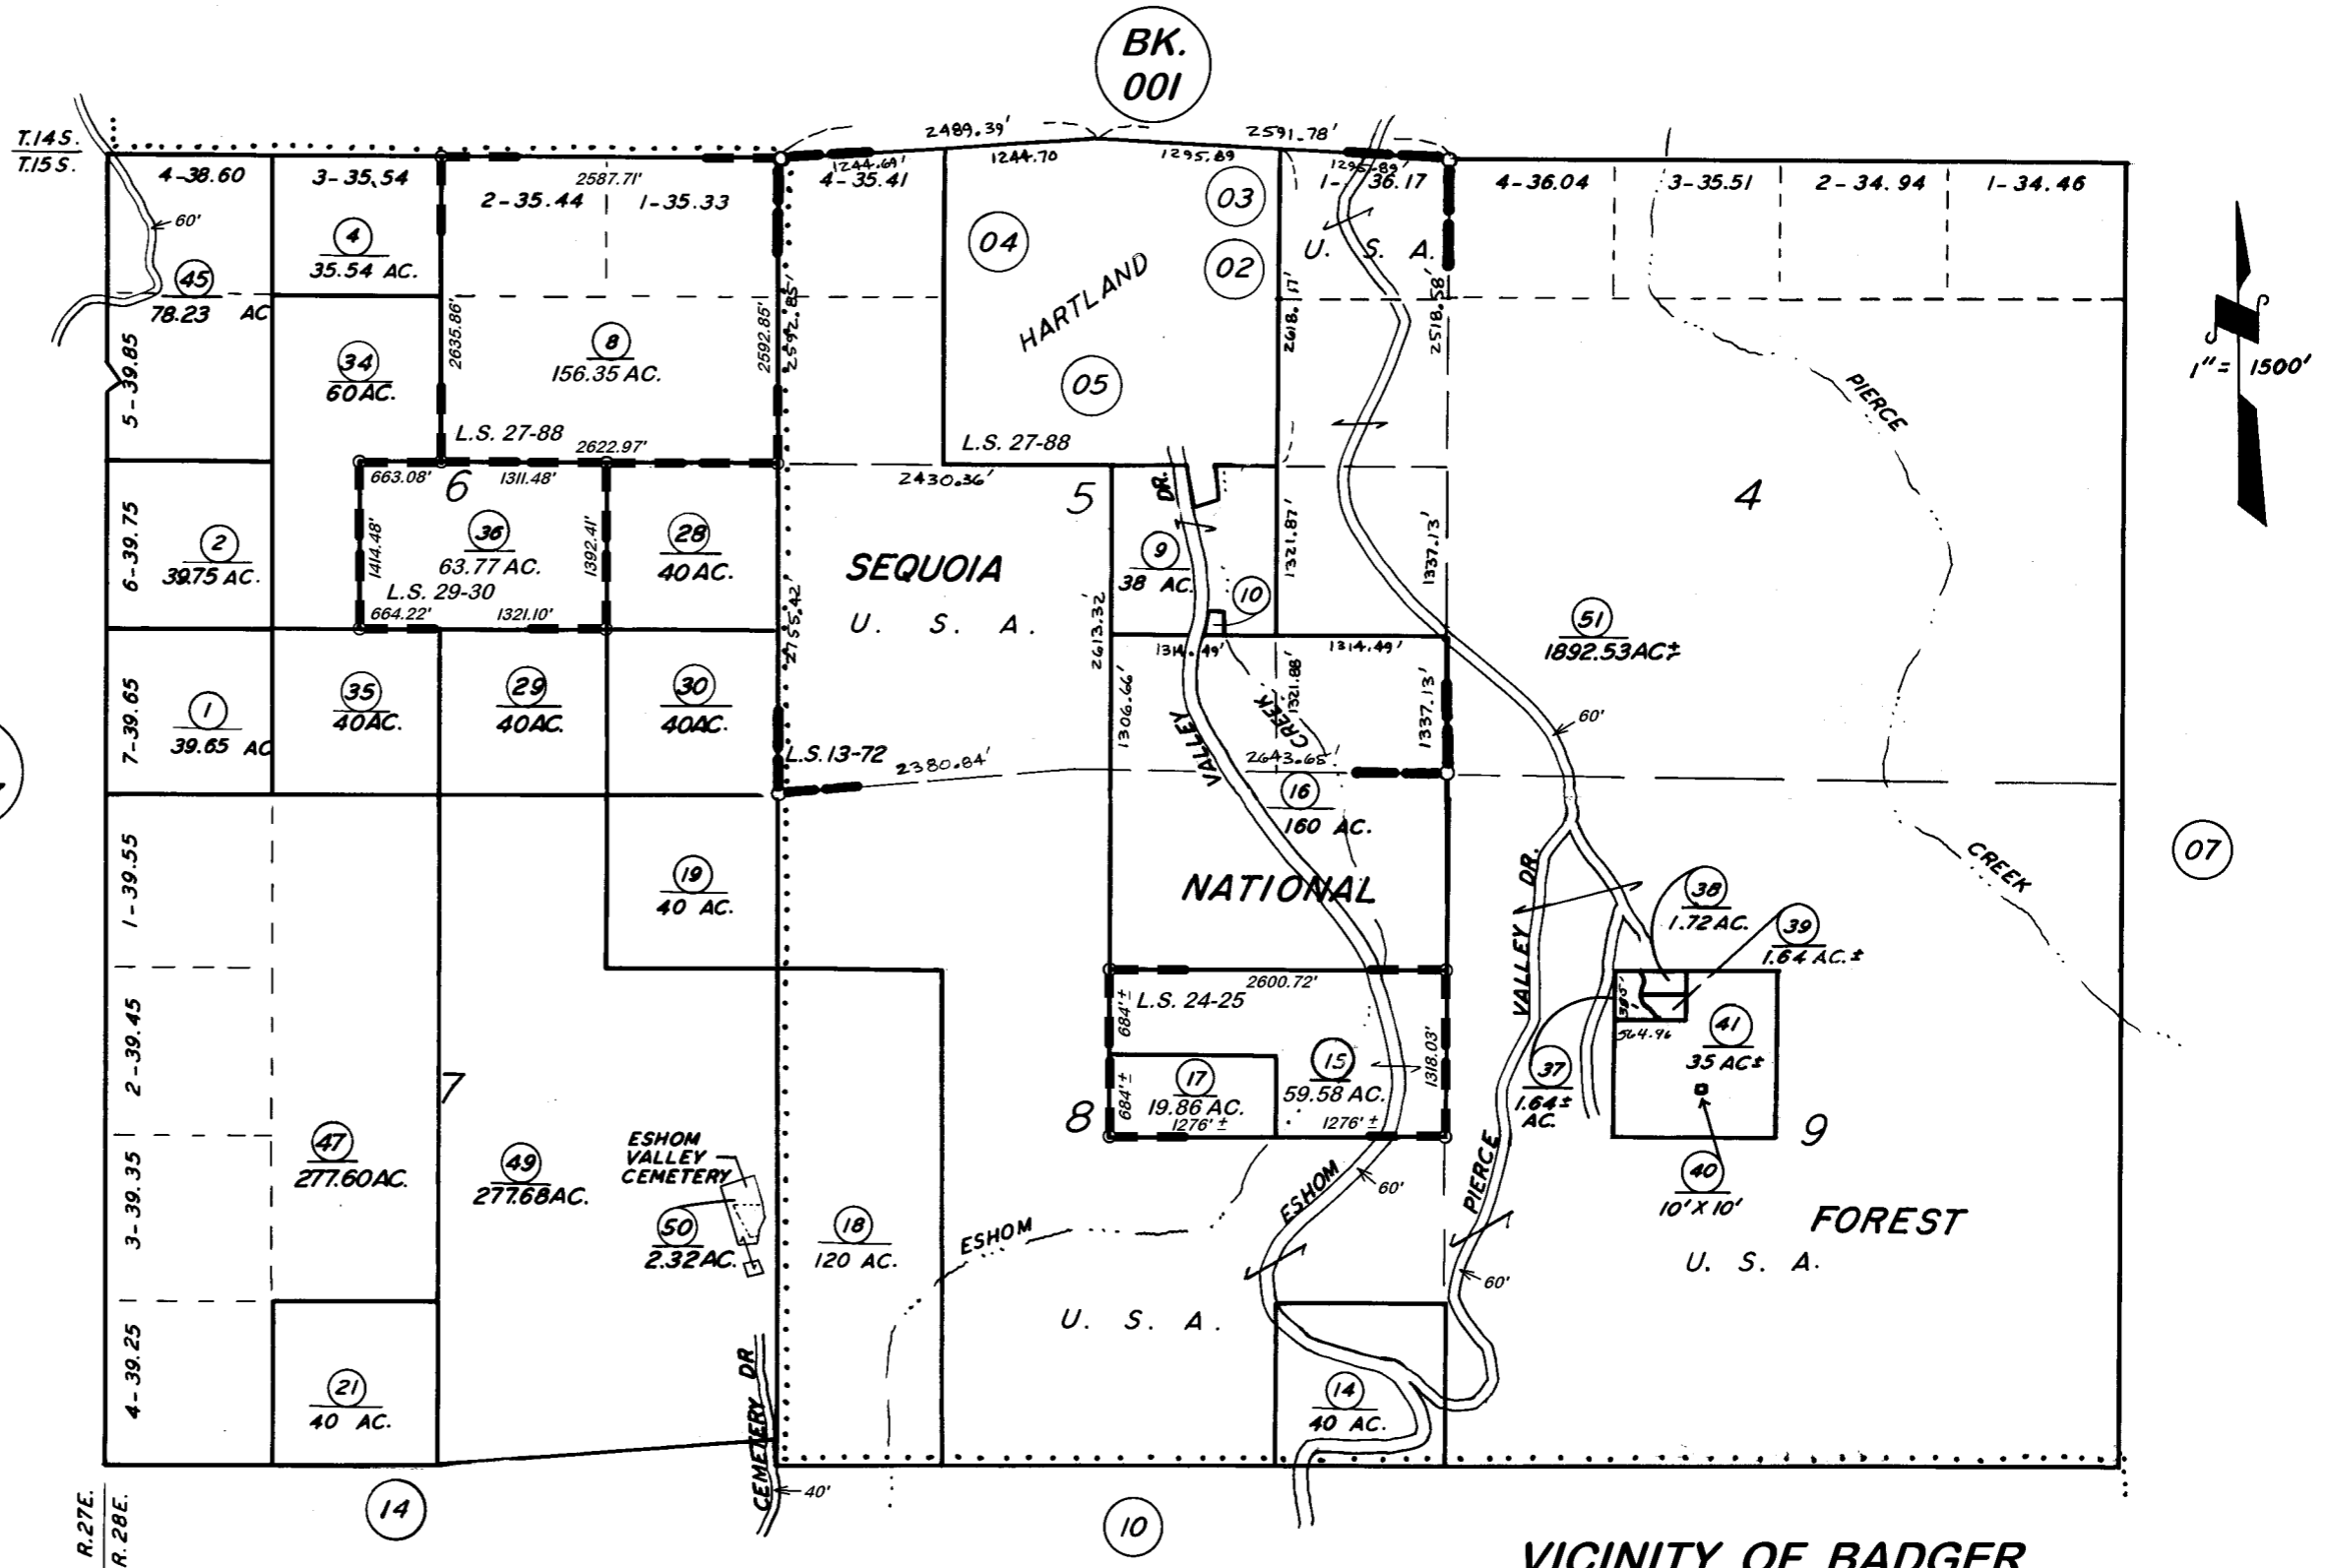 BK.
001
T.14S.
T.15S.
2489.39'
2591.78'
1244.69'
1244.70
1295.89
1295.89'
4-38.60
3-35.54
2587.71'
2-35.44
1-35.33
4-35.41
1-36.17
4-36.04
3-35.51
2-34.94
1-34.46
60'
4
35.54 AC.
45
78.23 AC
04
03
02
HARTLAND
05
U. S. A.
5-39.85
34
60AC.
2635.86'
8
156.35 AC.
2592.85'
2592.85'
2618.17'
2518.58'
1"= 1500'
PIERCE
L.S. 27-88
2622.97'
L.S. 27-88
663.08'
6
1311.48'
2430.36'
5
DR.
4
6-39.75
2
39.75 AC.
1414.48'
36
63.77 AC.
L.S. 29-30
1392.41'
28
40 AC.
664.22'
1321.10'
SEQUOIA
U. S. A.
2755.42'
9
38 AC.
10
1321.87'
1337.13'
2613.32'
1314.49'
1314.49'
51
1892.53AC±
7-39.65
1
39.65 AC
35
40AC.
29
40AC.
30
40AC.
1306.66'
VALLEY
CREEK
1321.88'
1337.13'
60'
L.S. 13-72
2380.84'
2643.65'
16
160 AC.
1-39.55
19
40 AC.
NATIONAL
VALLEY DR.
38
1.72 AC.
39
1.64 AC.±
CREEK
07
2-39.45
2600.72'
L.S. 24-25
684'±
684'±
17
19.86 AC.
1276' ±
15
59.58 AC.
1276' ±
1318.03'
564.96
41
35 AC±
37
1.64±
AC.
7
8
9
40
10' X 10'
3-39.35
47
277.60AC.
49
277.68AC.
ESHOM
VALLEY
CEMETERY
50
2.32AC.
18
120 AC.
ESHOM
ESHOM
60'
PIERCE
60'
FOREST
U. S. A.
U. S. A.
4-39.25
21
40 AC.
CEMETERY DR
14
40 AC.
40'
R.27E.
R.28E.
14
10
VICINITY OF BADGER